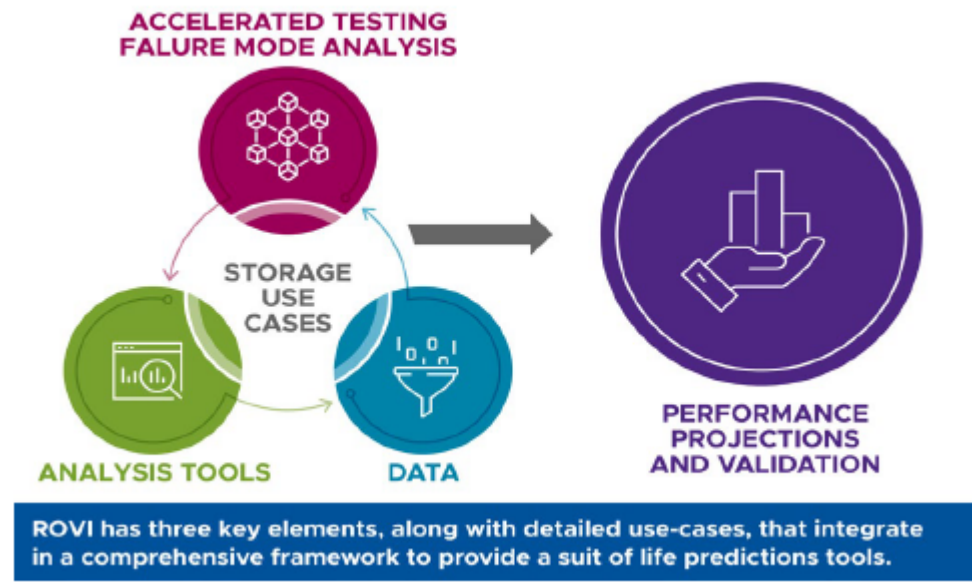 ACCELERATED TESTING
FALURE MODE ANALYSIS
STORAGE
USE
CASES
ANALYSIS TOOLS
DATA
PERFORMANCE
PROJECTIONS
AND VALIDATION
ROVI has three key elements, along with detailed use-cases, that integrate
in a comprehensive framework to provide a suit of life predictions tools.